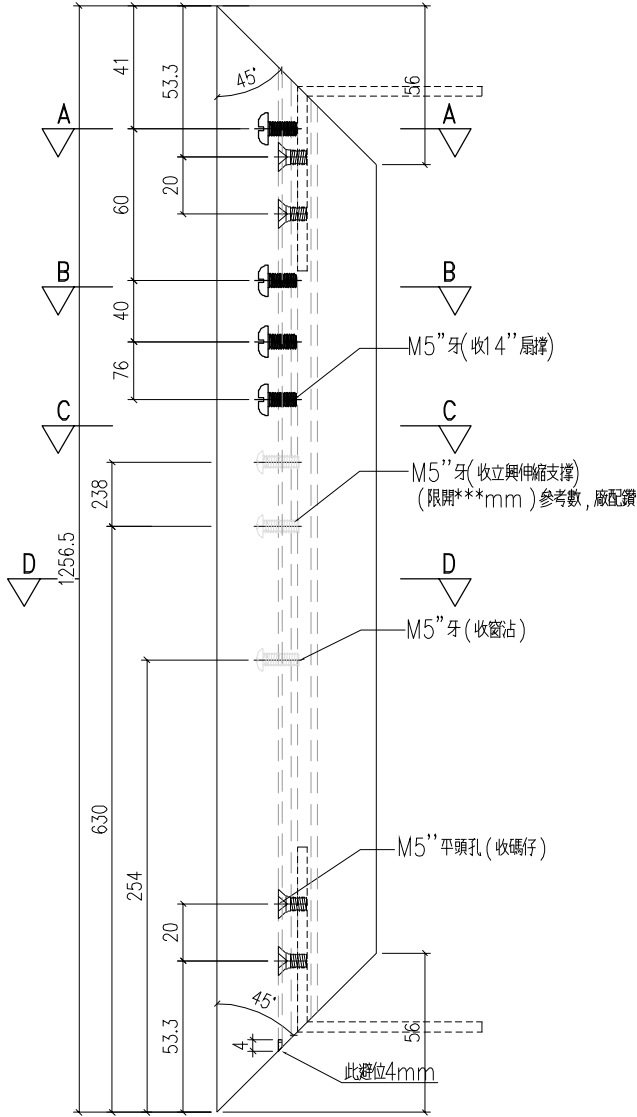 41
53.3
45°
56
A
A
20
60
B
B
40
M5"牙(收14"扇撐)
76
C
C
238
M5"牙(收立興伸縮支撐)
(限開***mm)參考數,廠配鑽
1256.5
D
D
M5"牙(收窗沾)
630
254
M5"平頭孔(收碼仔)
20
45°
53.3
4
56
此避位4mm